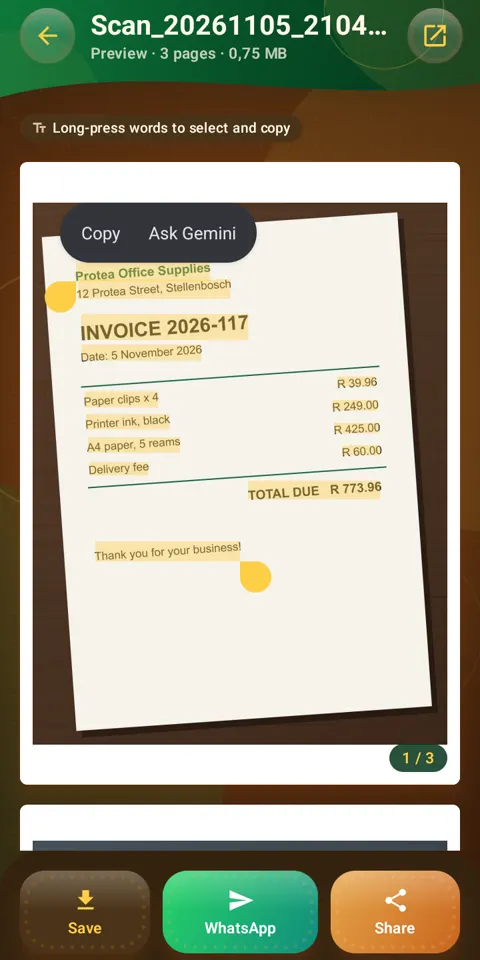 Scan_20261105_2104...
Preview · 3 pages · 0,75 MB
Long-press words to select and copy
Copy Ask Gemini
Protea Office Supplies
12 Protea Street, Stellenbosch
INVOICE 2026-117
Date: 5 November 2026
Paper clips x 4 R 39.96
Printer ink, black R 249.00
A4 paper, 5 reams R 425.00
Delivery fee R 60.00
TOTAL DUE R 773.96
Thank you for your business!
1 / 3
Save WhatsApp Share